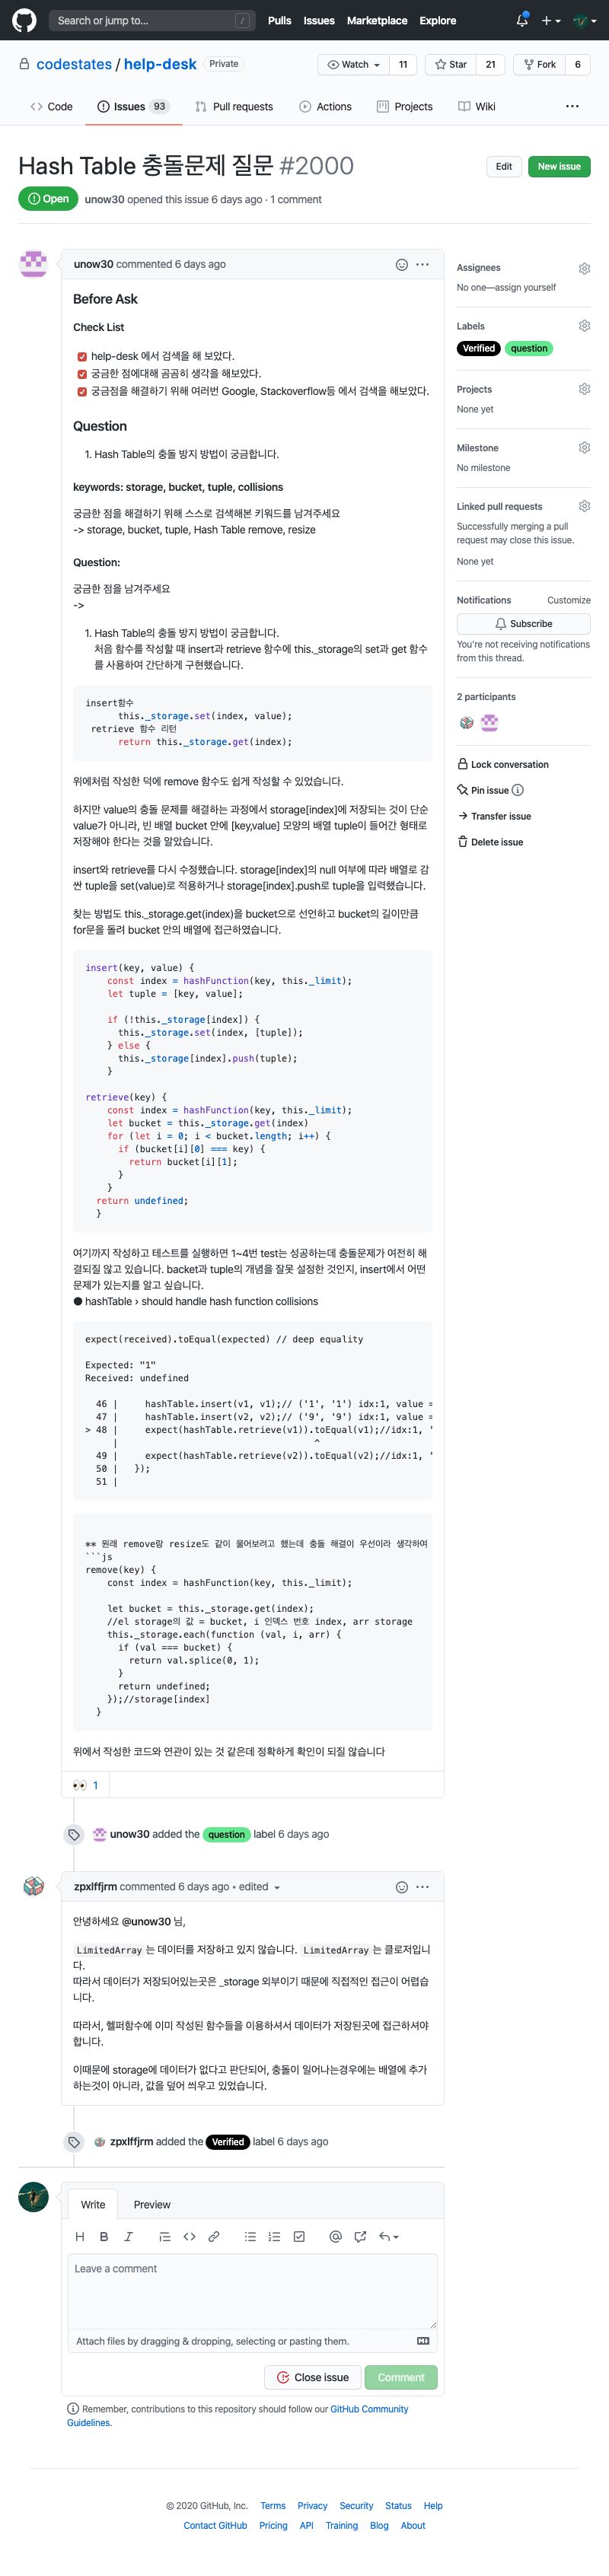 Search or jump to... /
Pulls Issues Marketplace Explore
codestates / help-desk Private
Watch 11 Star 21 Fork 6
Code Issues 93 Pull requests Actions Projects Wiki ...
Hash Table 충돌문제 질문 #2000
Edit New issue
Open unow30 opened this issue 6 days ago · 1 comment
unow30 commented 6 days ago
Before Ask
Check List
help-desk 에서 검색을 해 보았다.
궁금한 점에대해 곰곰히 생각을 해보았다.
궁금점을 해결하기 위해 여러번 Google, Stackoverflow등 에서 검색을 해보았다.
Question
1. Hash Table의 충돌 방지 방법이 궁금합니다.
keywords: storage, bucket, tuple, collisions
궁금한 점을 해결하기 위해 스스로 검색해본 키워드를 남겨주세요
-> storage, bucket, tuple, Hash Table remove, resize
Question:
궁금한 점을 남겨주세요
->
1. Hash Table의 충돌 방지 방법이 궁금합니다.
처음 함수를 작성할 때 insert과 retrieve 함수에 this._storage의 set과 get 함수
를 사용하여 간단하게 구현했습니다.
insert함수
this._storage.set(index, value);
retrieve 함수 리턴
return this._storage.get(index);
위에처럼 작성한 덕에 remove 함수도 쉽게 작성할 수 있었습니다.
하지만 value의 충돌 문제를 해결하는 과정에서 storage[index]에 저장되는 것이 단순
value가 아니라, 빈 배열 bucket 안에 [key,value] 모양의 배열 tuple이 들어간 형태로
저장해야 한다는 것을 알았습니다.
insert와 retrieve를 다시 수정했습니다. storage[index]의 null 여부에 따라 배열로 감
싼 tuple을 set(value)로 적용하거나 storage[index].push로 tuple을 입력했습니다.
찾는 방법도 this._storage.get(index)을 bucket으로 선언하고 bucket의 길이만큼
for문을 돌려 bucket 안의 배열에 접근하였습니다.
insert(key, value) {
const index = hashFunction(key, this._limit);
let tuple = [key, value];
if (!this._storage[index]) {
this._storage.set(index, [tuple]);
} else {
this._storage[index].push(tuple);
}
retrieve(key) {
const index = hashFunction(key, this._limit);
let bucket = this._storage.get(index)
for (let i = 0; i < bucket.length; i++) {
if (bucket[i][0] === key) {
return bucket[i][1];
}
}
return undefined;
}
여기까지 작성하고 테스트를 실행하면 1~4번 test는 성공하는데 충돌문제가 여전히 해
결되질 않고 있습니다. backet과 tuple의 개념을 잘못 설정한 것인지, insert에서 어떤
문제가 있는지를 알고 싶습니다.
● hashTable › should handle hash function collisions
expect(received).toEqual(expected) // deep equality
Expected: "1"
Received: undefined
46 | hashTable.insert(v1, v1);// ('1', '1') idx:1, value =
47 | hashTable.insert(v2, v2);// ('9', '9') idx:1, value =
> 48 | expect(hashTable.retrieve(v1)).toEqual(v1);//idx:1, '
| ^
49 | expect(hashTable.retrieve(v2)).toEqual(v2);//idx:1, '
50 | });
51 |
** 원래 remove랑 resize도 같이 물어보려고 했는데 충돌 해결이 우선이라 생각하여
```js
remove(key) {
const index = hashFunction(key, this._limit);
let bucket = this._storage.get(index);
//el storage의 값 = bucket, i 인덱스 번호 index, arr storage
this._storage.each(function (val, i, arr) {
if (val === bucket) {
return val.splice(0, 1);
}
return undefined;
});//storage[index]
}
위에서 작성한 코드와 연관이 있는 것 같은데 정확하게 확인이 되질 않습니다
👀 1
unow30 added the question label 6 days ago
zpxlffjrm commented 6 days ago • edited
안녕하세요 @unow30 님,
LimitedArray 는 데이터를 저장하고 있지 않습니다. LimitedArray 는 클로저입니
다.
따라서 데이터가 저장되어있는곳은 _storage 외부이기 때문에 직접적인 접근이 어렵습
니다.
따라서, 헬퍼함수에 이미 작성된 함수들을 이용하셔서 데이터가 저장된곳에 접근하셔야
합니다.
이때문에 storage에 데이터가 없다고 판단되어, 충돌이 일어나는경우에는 배열에 추가
하는것이 아니라, 값을 덮어 씌우고 있었습니다.
zpxlffjrm added the Verified label 6 days ago
Write Preview
H B I
Leave a comment
Attach files by dragging & dropping, selecting or pasting them.
Close issue Comment
Remember, contributions to this repository should follow our GitHub Community
Guidelines.
Assignees
No one—assign yourself
Labels
Verified question
Projects
None yet
Milestone
No milestone
Linked pull requests
Successfully merging a pull
request may close this issue.
None yet
Notifications Customize
Subscribe
You're not receiving notifications
from this thread.
2 participants
Lock conversation
Pin issue
Transfer issue
Delete issue
© 2020 GitHub, Inc. Terms Privacy Security Status Help
Contact GitHub Pricing API Training Blog About